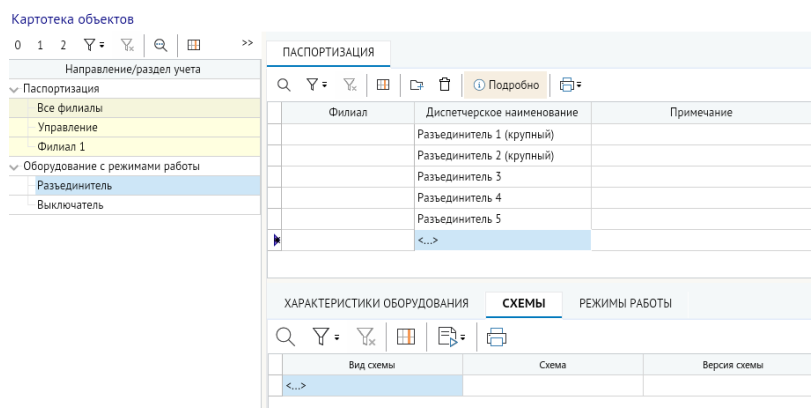 Картотека объектов
0 1 2 >>
Направление/раздел учета
Паспортизация
Все филиалы
Управление
Филиал 1
Оборудование с режимами работы
Разъединитель
Выключатель
ПАСПОРТИЗАЦИЯ
Подробно
Филиал Диспетчерское наименование Примечание
Разъединитель 1 (крупный)
Разъединитель 2 (крупный)
Разъединитель 3
Разъединитель 4
Разъединитель 5
<...>
ХАРАКТЕРИСТИКИ ОБОРУДОВАНИЯ СХЕМЫ РЕЖИМЫ РАБОТЫ
Вид схемы Схема Версия схемы
<...>